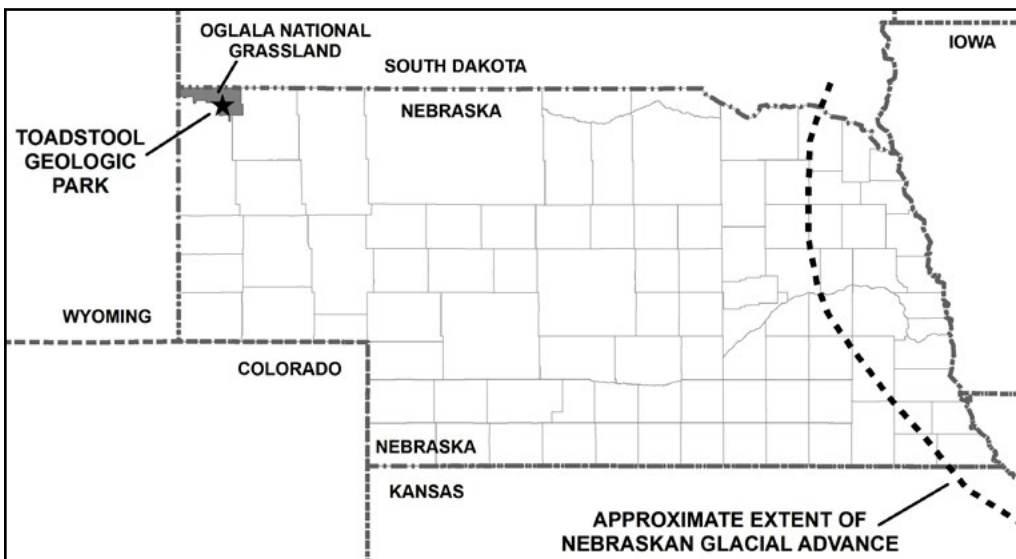 OGLALA NATIONAL
GRASSLAND
IOWA
SOUTH DAKOTA
NEBRASKA
TOADSTOOL
GEOLOGIC
PARK
WYOMING
COLORADO
NEBRASKA
KANSAS
APPROXIMATE EXTENT OF
NEBRASKAN GLACIAL ADVANCE